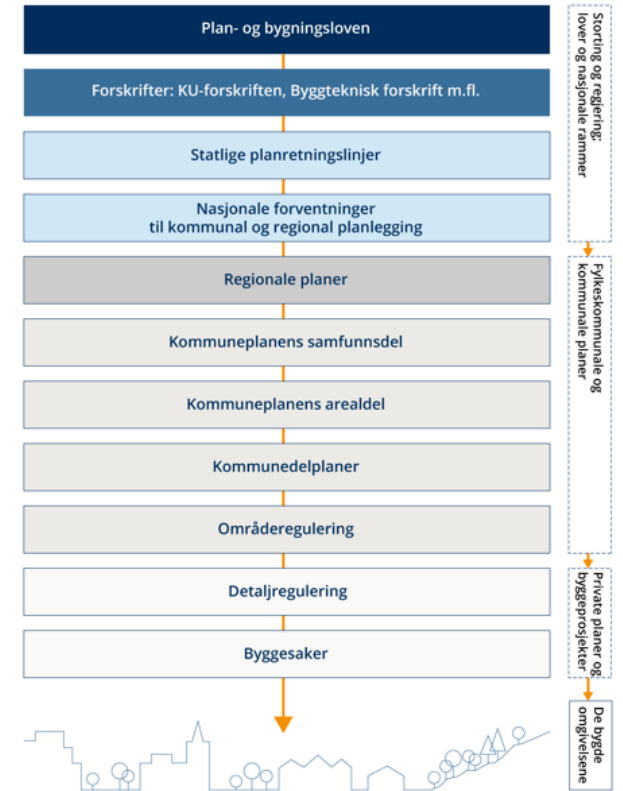 Plan- og bygningsloven
Forskrifter: KU-forskriften, Byggteknisk forskrift m.fl.
Statlige planretningslinjer
Nasjonale forventninger
til kommunal og regional planlegging
Regionale planer
Kommuneplanens samfunnsdel
Kommuneplanens arealdel
Kommunedelplaner
Områderegulering
Detaljregulering
Byggesaker
Storting og regjering:
lover og nasjonale rammer
Fylkeskommunale og
kommunale planer
Private planer og
byggeprosjekter
De bygde
omgivelsene